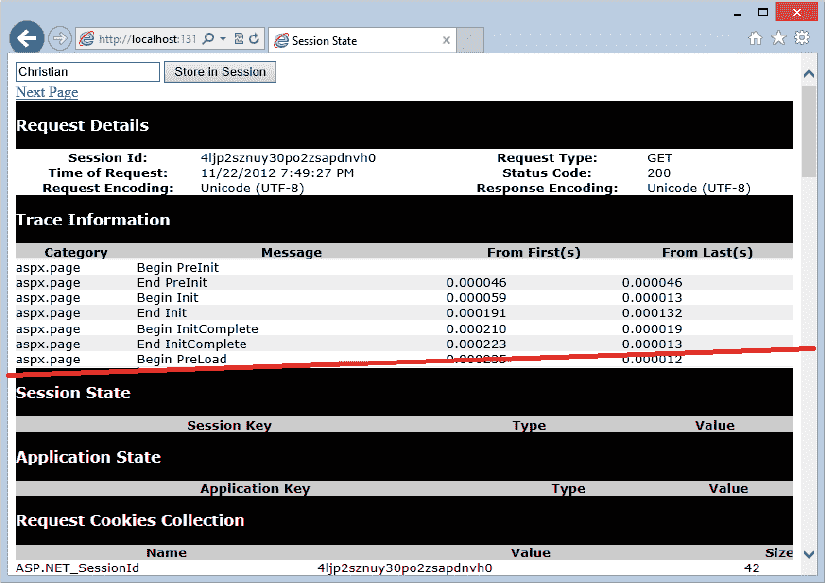 http://localhost:131
Session State
Christian
Store in Session
Next Page
Request Details
Session Id: 4ljp2sznuy30po2zsapdnvh0 Request Type: GET
Time of Request: 11/22/2012 7:49:27 PM Status Code: 200
Request Encoding: Unicode (UTF-8) Response Encoding: Unicode (UTF-8)
Trace Information
Category Message From First(s) From Last(s)
aspx.page Begin PreInit
aspx.page End PreInit 0.000046 0.000046
aspx.page Begin Init 0.000059 0.000013
aspx.page End Init 0.000191 0.000132
aspx.page Begin InitComplete 0.000210 0.000019
aspx.page End InitComplete 0.000223 0.000013
aspx.page Begin PreLoad 0.000235 0.000012
Session State
Session Key Type Value
Application State
Application Key Type Value
Request Cookies Collection
Name Value Size
ASP.NET_SessionId 4ljp2sznuy30po2zsapdnvh0 42